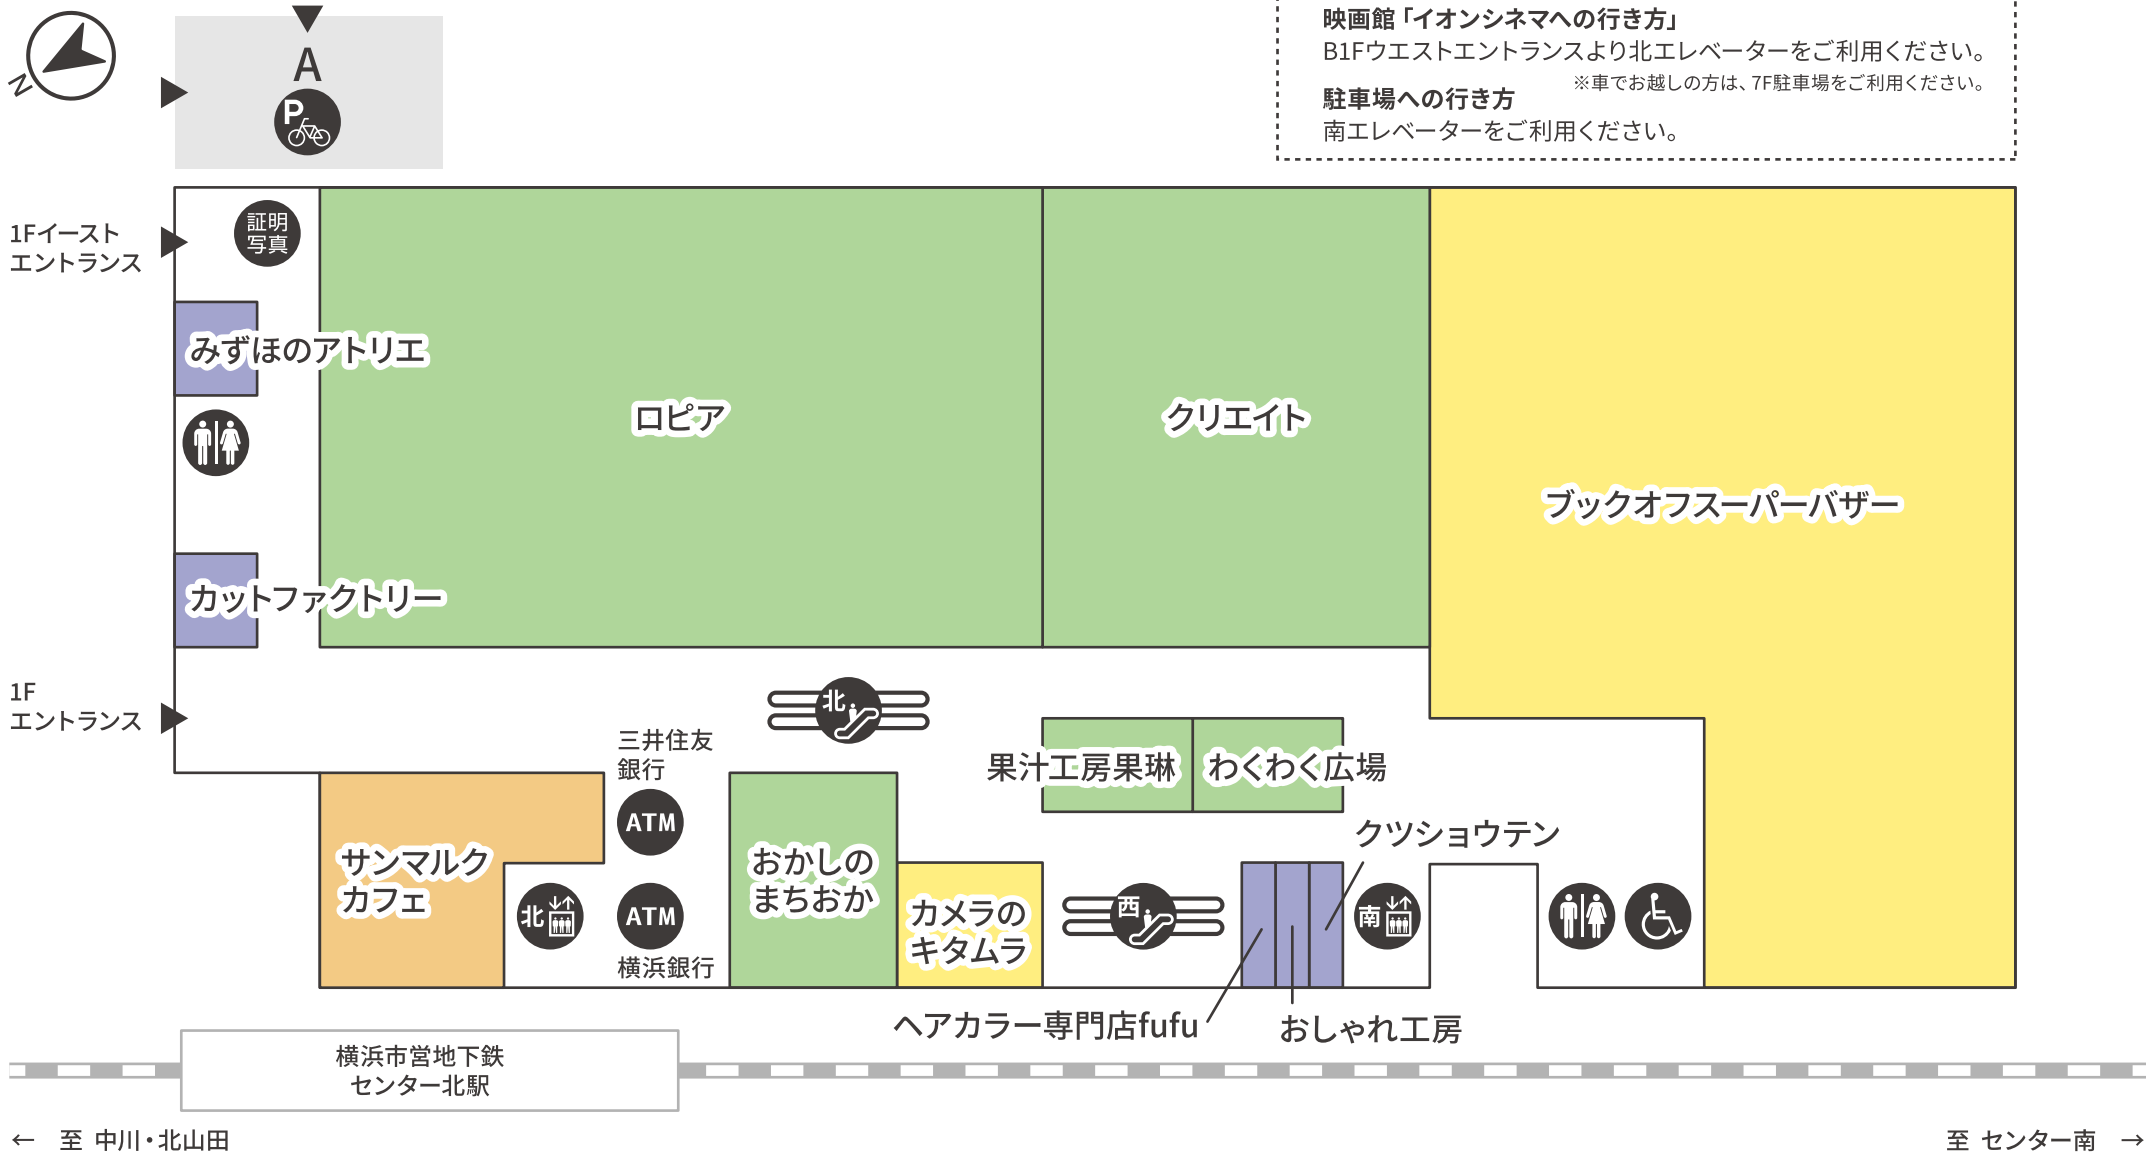 N
A
P
映画館「イオンシネマへの行き方」
B1Fウエストエントランスより北エレベーターをご利用ください。
※車でお越しの方は、7F駐車場をご利用ください。
駐車場への行き方
南エレベーターをご利用ください。
1Fイースト
エントランス
証明
写真
みずほのアトリエ
ロピア
クリエイト
ブックオフスーパーバザー
カットファクトリー
1F
エントランス
北
三井住友
銀行
ATM
果汁工房果琳
わくわく広場
サンマルク
カフェ
北
ATM
横浜銀行
おかしの
まちおか
カメラの
キタムラ
西
クツショウテン
南
ヘアカラー専門店fufu
おしゃれ工房
横浜市営地下鉄
センター北駅
← 至 中川・北山田
至 センター南 →